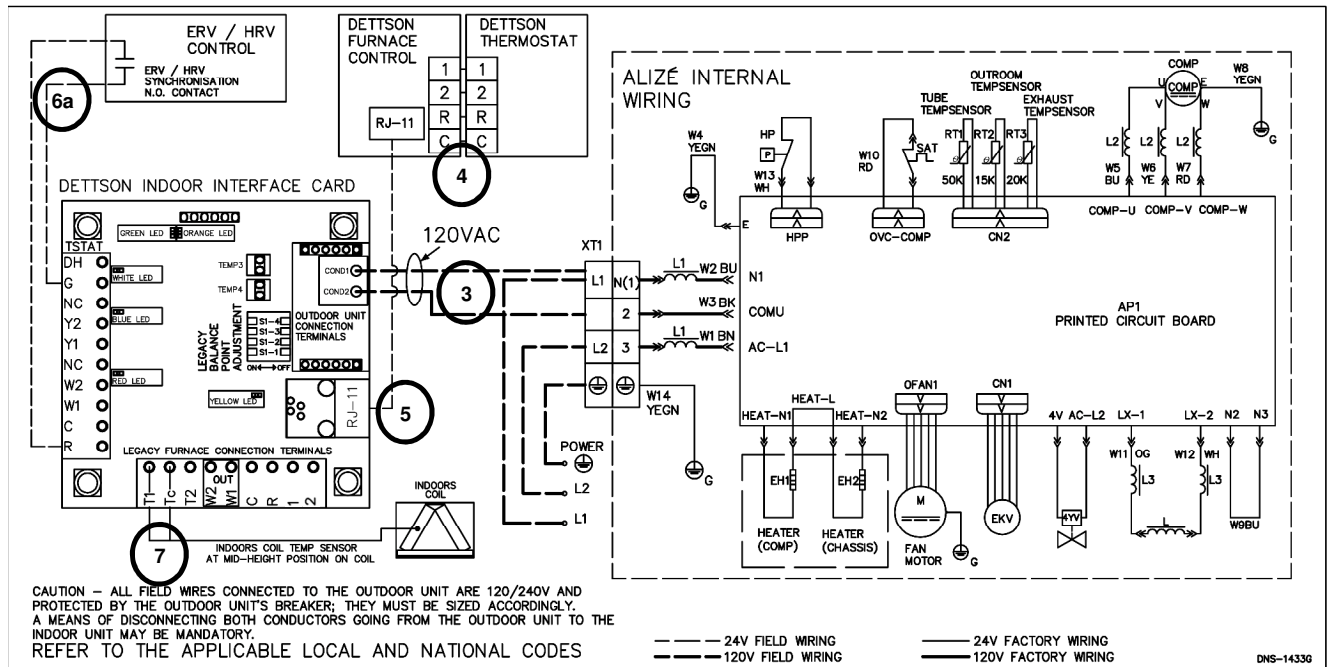 ERV / HRV
CONTROL
ERV / HRV
SYNCHRONISATION
N.O. CONTACT
6a
DETTSON
FURNACE
CONTROL
DETTSON
THERMOSTAT
1
2
R
C
1
2
R
C
RJ-11
4
DETTSON INDOOR INTERFACE CARD
GREEN LED
ORANGE LED
TSTAT
DH
G
NC
Y2
Y1
NC
W2
W1
C
R
WHITE LED
BLUE LED
RED LED
YELLOW LED
TEMP3
TEMP4
LEGACY
BALANCE
POINT
ADJUSTMENT
S1-4
S1-3
S1-2
S1-1
ON OFF
COND1
COND2
OUTDOOR UNIT
CONNECTION
TERMINALS
RJ-11
5
LEGACY FURNACE CONNECTION TERMINALS
OUT
T1
Tc
T2
W2
W1
C
R
1
2
7
INDOORS COIL TEMP SENSOR
AT MID-HEIGHT POSITION ON COIL
INDOORS
COIL
120VAC
3
XT1
L1
N(1)
2
L2
3
W14
YEGN
G
POWER
L2
L1
ALIZÉ INTERNAL
WIRING
W4
YEGN
G
E
HP
P
W13
WH
HPP
W10
RD
SAT
OVC-COMP
OUTROOM
TEMPSENSOR
TUBE
TEMPSENSOR
EXHAUST
TEMPSENSOR
RT1
RT2
RT3
50K
15K
20K
CN2
COMP
COMP
U
V
W
E
W8
YEGN
G
L2
L2
L2
W5
BU
W6
YE
W7
RD
COMP-U
COMP-V
COMP-W
L1
W2 BU
N1
W3 BK
COMU
L1
W1 BN
AC-L1
AP1
PRINTED CIRCUIT BOARD
HEAT-L
HEAT-N1
HEAT-N2
EH1
EH2
HEATER
(COMP)
HEATER
(CHASSIS)
OFAN1
M
FAN
MOTOR
G
CN1
EKV
4V
AC-L2
4YV
LX-1
LX-2
W11
OG
L3
W12
WH
L3
L
N2
N3
W9BU
CAUTION – ALL FIELD WIRES CONNECTED TO THE OUTDOOR UNIT ARE 120/240V AND
PROTECTED BY THE OUTDOOR UNIT'S BREAKER; THEY MUST BE SIZED ACCORDINGLY.
A MEANS OF DISCONNECTING BOTH CONDUCTORS GOING FROM THE OUTDOOR UNIT TO THE
INDOOR UNIT MAY BE MANDATORY.
REFER TO THE APPLICABLE LOCAL AND NATIONAL CODES
24V FIELD WIRING
120V FIELD WIRING
24V FACTORY WIRING
120V FACTORY WIRING
DNS-1433G